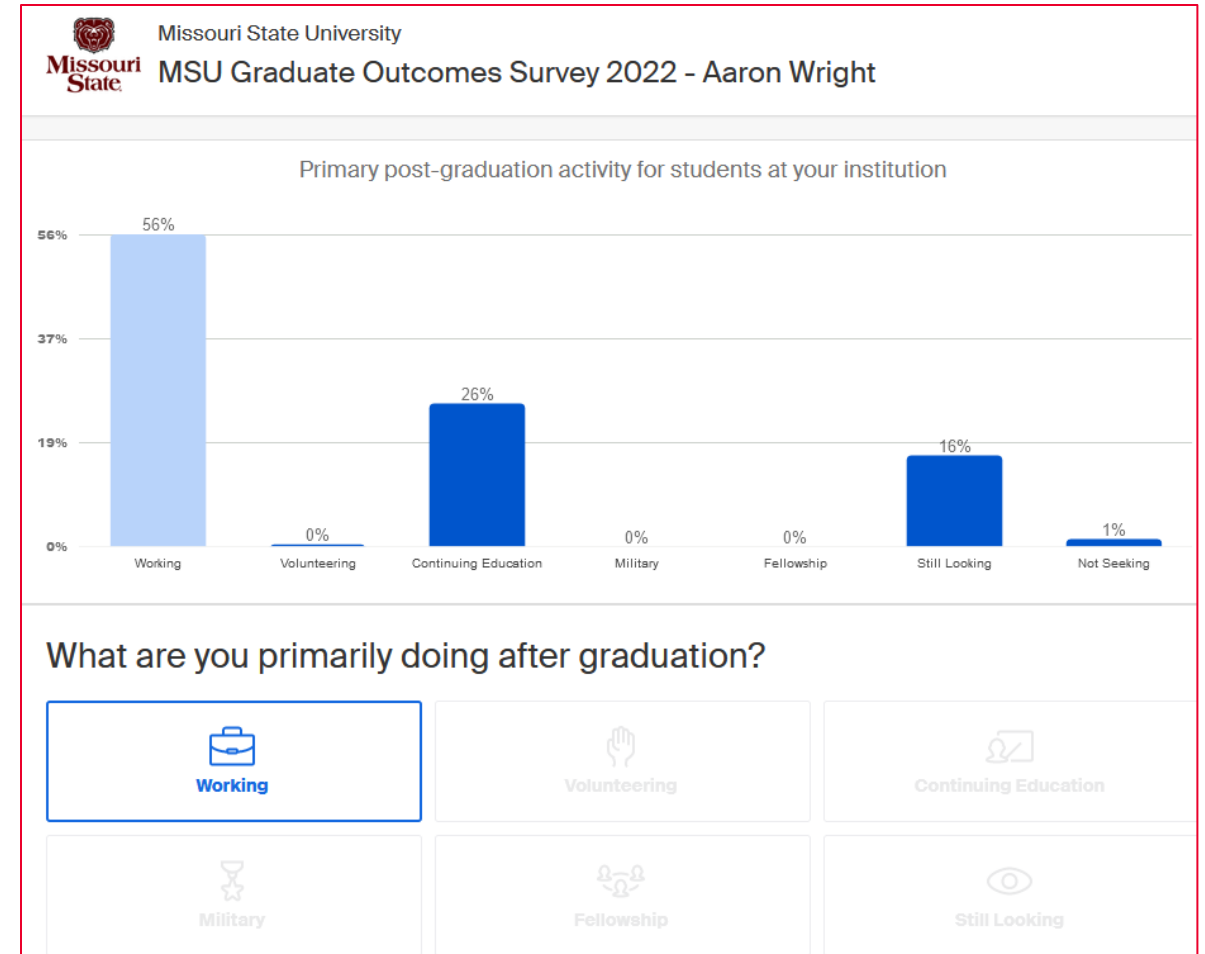 Missouri State University
Missouri
State
MSU Graduate Outcomes Survey 2022 - Aaron Wright
Primary post-graduation activity for students at your institution
56%
56%
37%
26%
19%
16%
0%
0%
0%
0%
1%
Working
Volunteering
Continuing Education
Military
Fellowship
Still Looking
Not Seeking
What are you primarily doing after graduation?
Working
Volunteering
Continuing Education
Military
Fellowship
Still Looking